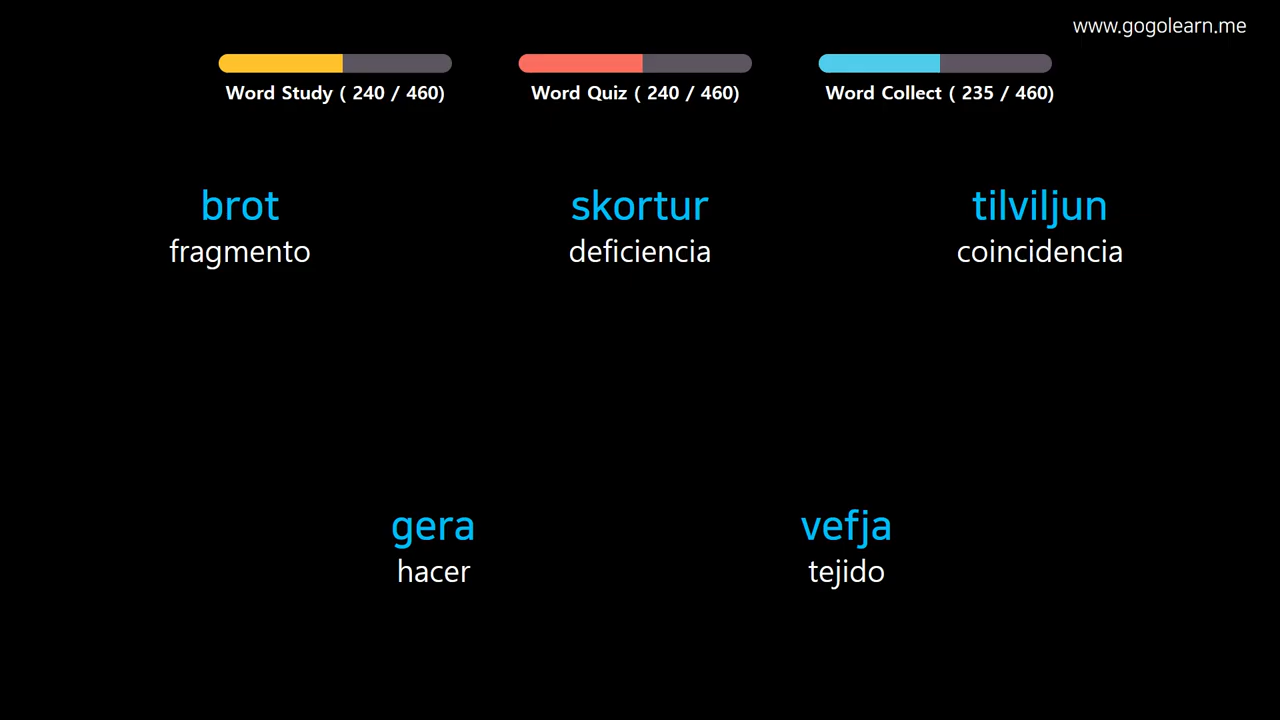 www.gogolearn.me
Word Study ( 240 / 460)
Word Quiz ( 240 / 460)
Word Collect ( 235 / 460)
brot
fragmento
skortur
deficiencia
tilviljun
coincidencia
gera
hacer
vefja
tejido